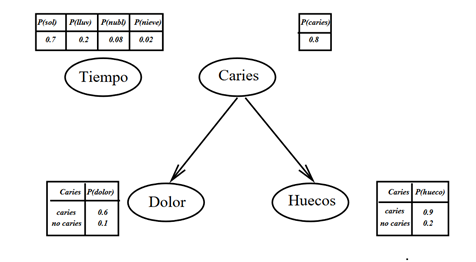 P(sol) P(lluv) P(nubl) P(nieve)
0.7 0.2 0.08 0.02
P(caries)
0.8
Tiempo
Caries
Caries P(dolor)
caries 0.6
no caries 0.1
Dolor
Huecos
Caries P(hueco)
caries 0.9
no caries 0.2